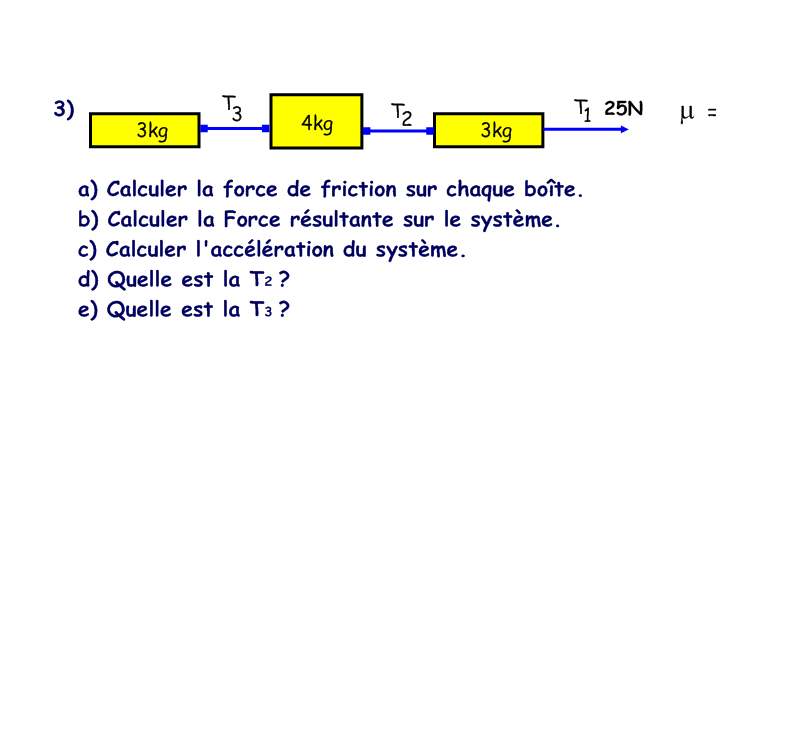 3) 3kg T3 4kg T2 3kg T1 25N μ =
a) Calculer la force de friction sur chaque boîte.
b) Calculer la Force résultante sur le système.
c) Calculer l'accélération du système.
d) Quelle est la T2 ?
e) Quelle est la T3 ?